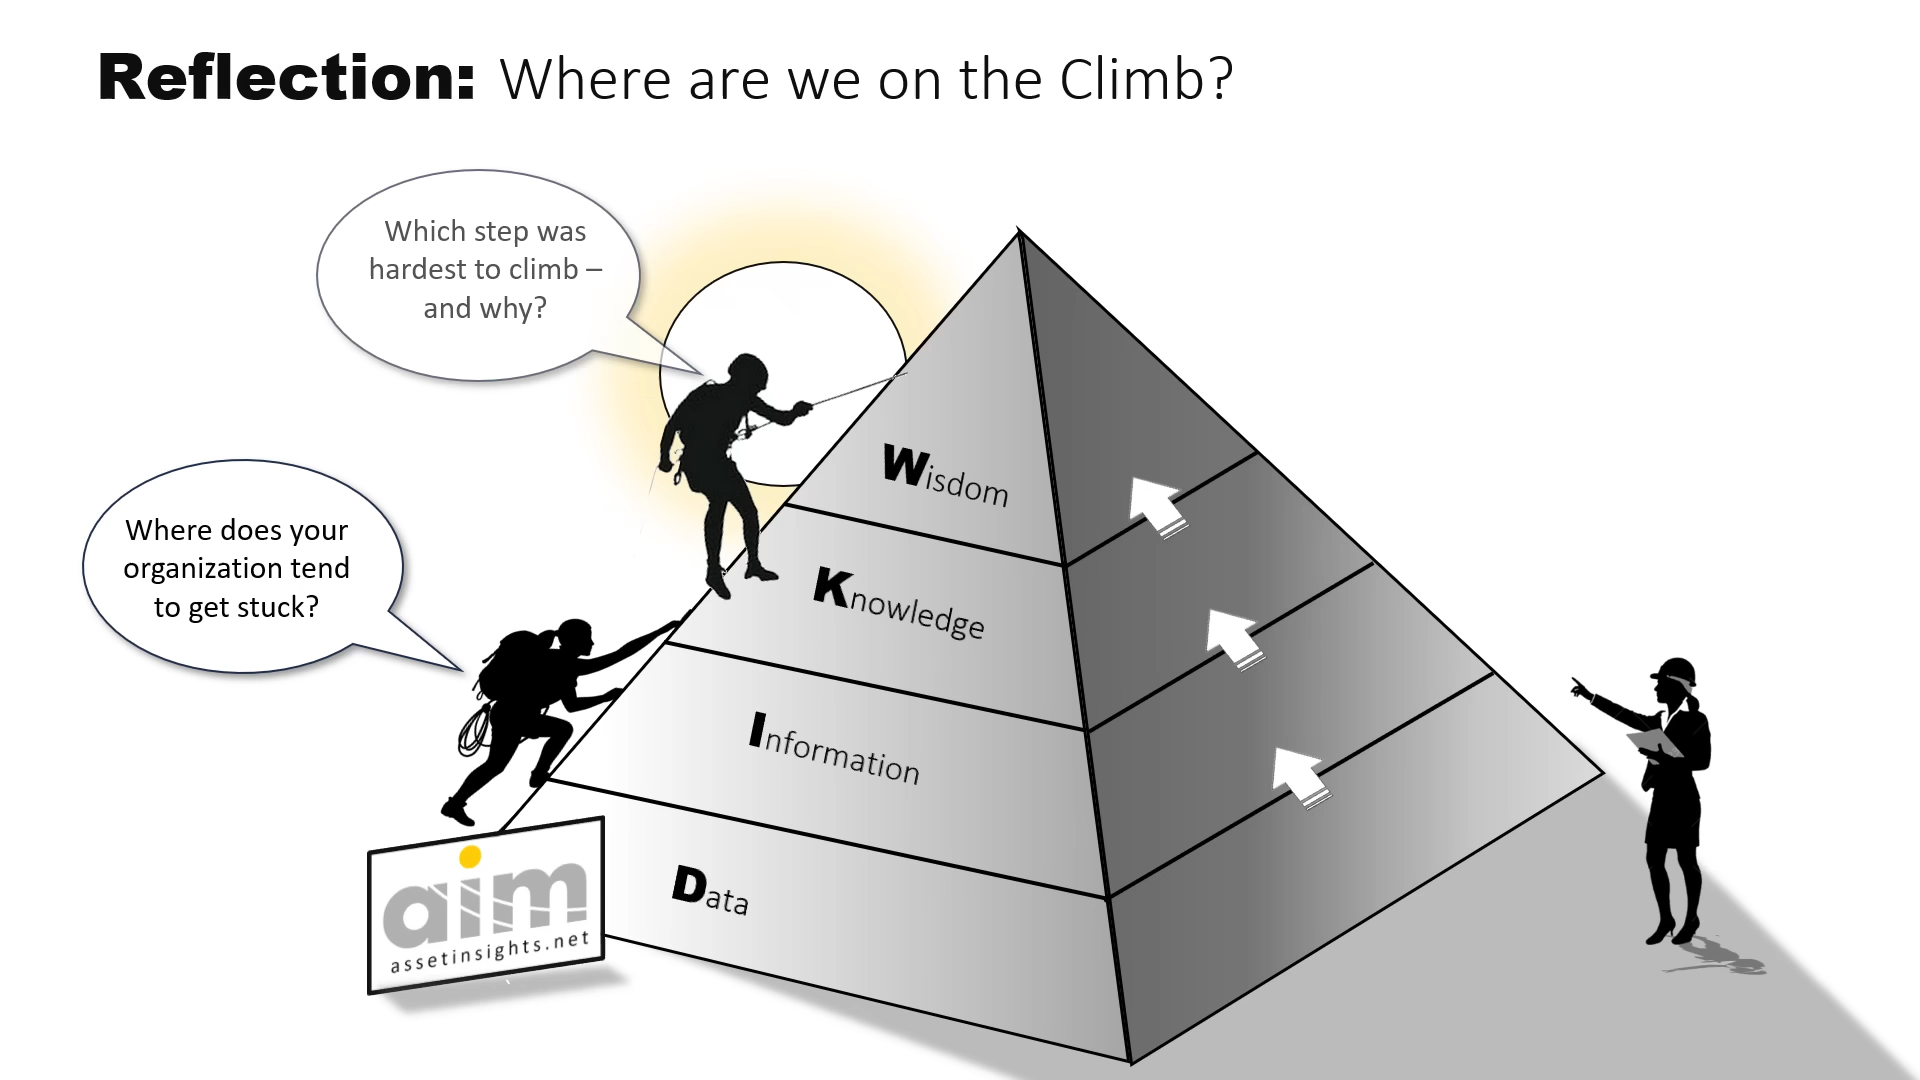 Reflection: Where are we on the Climb?
Which step was
hardest to climb –
and why?
Where does your
organization tend
to get stuck?
Wisdom
Knowledge
Information
Data
aim
assetinsights.net